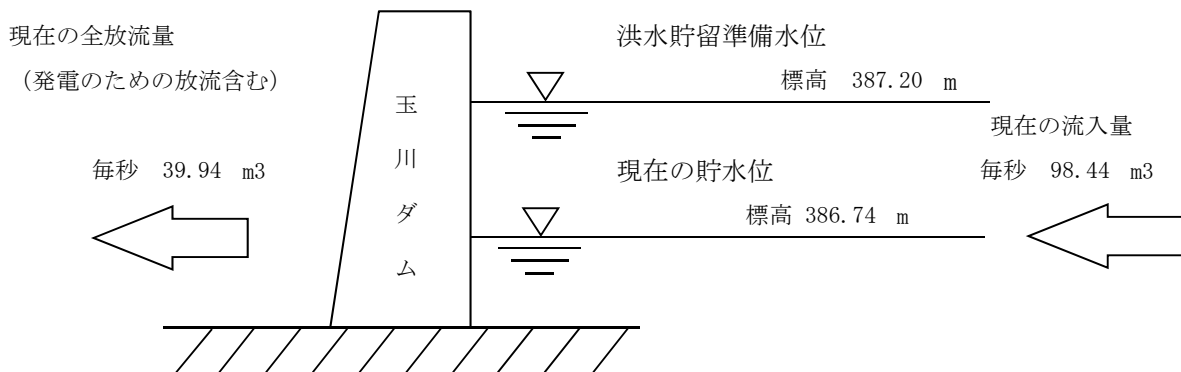 現在の全放流量
（発電のための放流含む）
毎秒 39.94 m3
玉川ダム
洪水貯留準備水位
標高 387.20 m
現在の貯水位
標高 386.74 m
現在の流入量
毎秒 98.44 m3